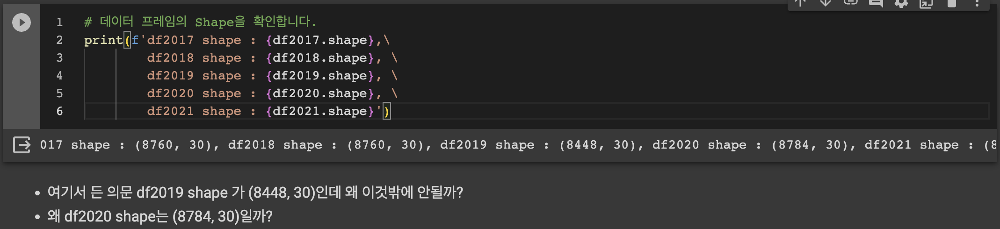 1 # 데이터 프레임의 Shape을 확인합니다.
2 print(f'df2017 shape : {df2017.shape},\
3 df2018 shape : {df2018.shape}, \
4 df2019 shape : {df2019.shape}, \
5 df2020 shape : {df2020.shape}, \
6 df2021 shape : {df2021.shape}')
017 shape : (8760, 30), df2018 shape : (8760, 30), df2019 shape : (8448, 30), df2020 shape : (8784, 30), df2021 shape : (8
• 여기서 든 의문 df2019 shape 가 (8448, 30)인데 왜 이것밖에 안될까?
• 왜 df2020 shape는 (8784, 30)일까?